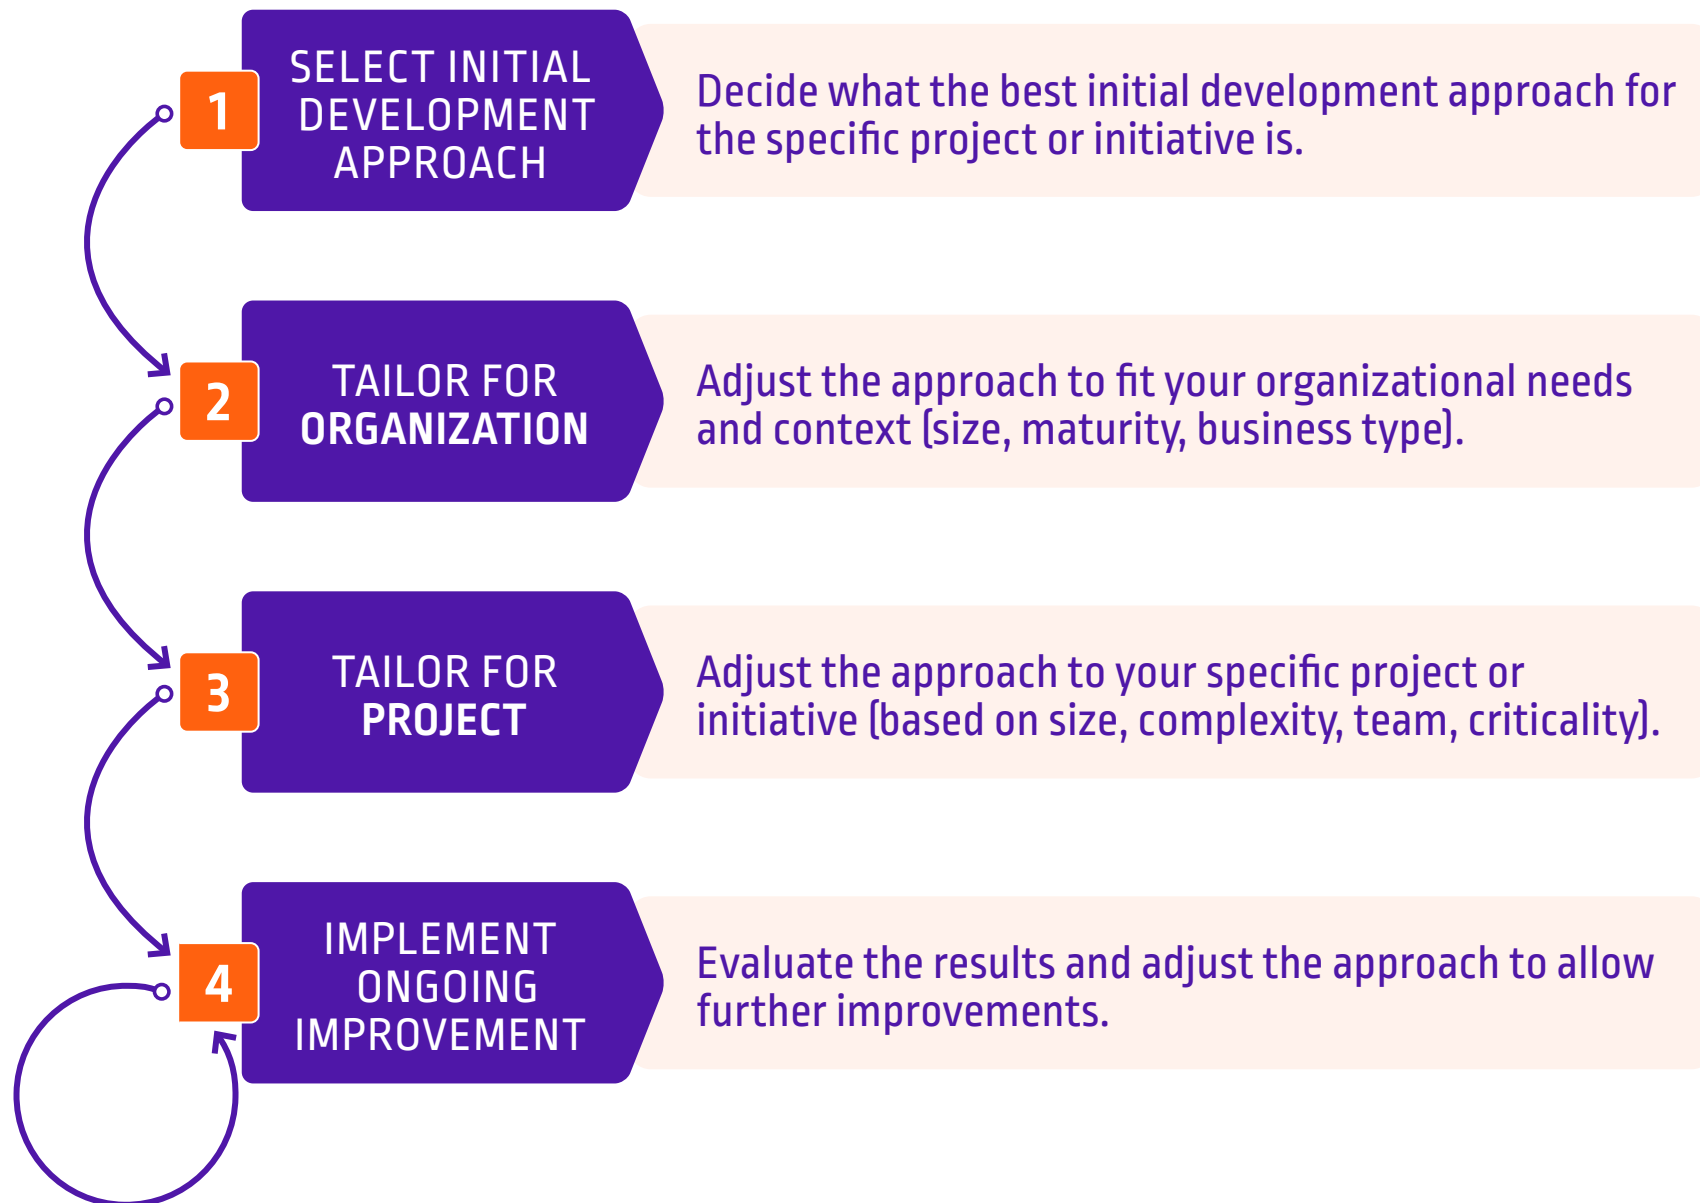 1
SELECT INITIAL
DEVELOPMENT
APPROACH
Decide what the best initial development approach for
the specific project or initiative is.
2
TAILOR FOR
ORGANIZATION
Adjust the approach to fit your organizational needs
and context (size, maturity, business type).
3
TAILOR FOR
PROJECT
Adjust the approach to your specific project or
initiative (based on size, complexity, team, criticality).
4
IMPLEMENT
ONGOING
IMPROVEMENT
Evaluate the results and adjust the approach to allow
further improvements.